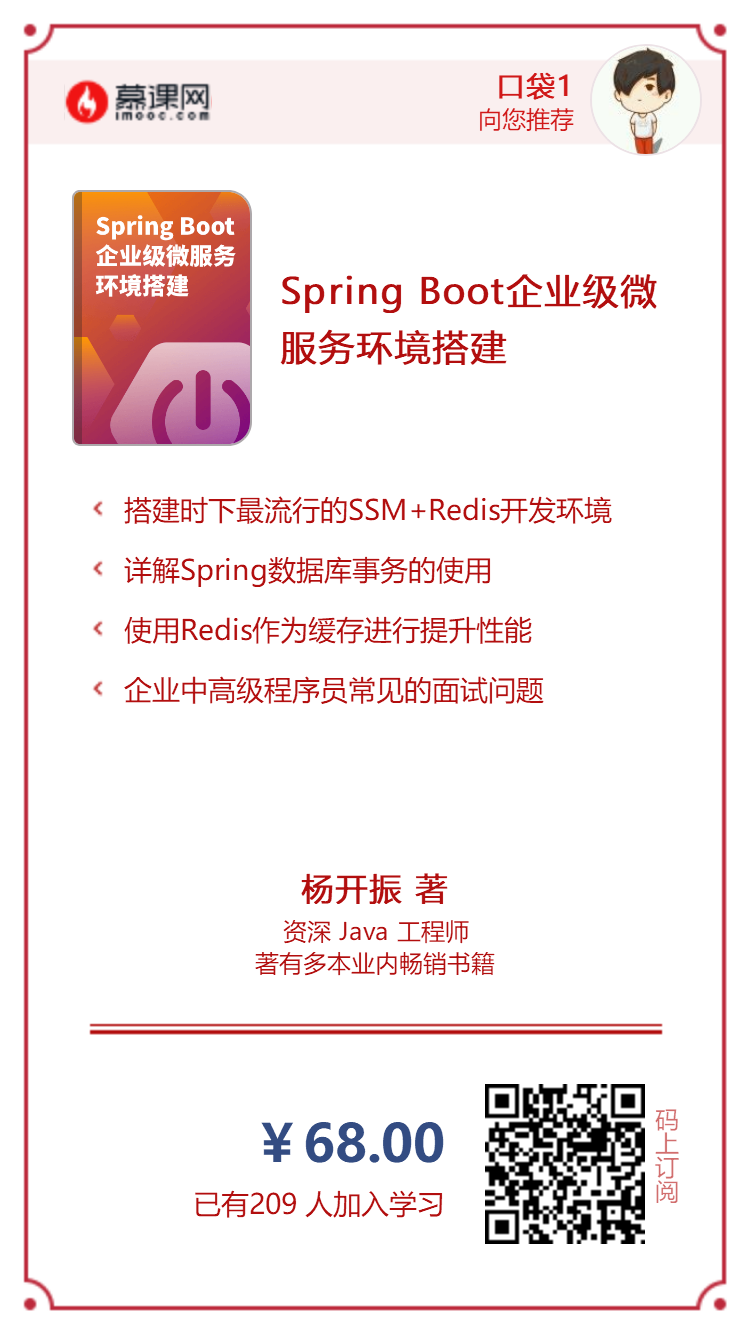 慕课网
imooc.com
口袋1
向您推荐
Spring Boot
企业级微服务
环境搭建
Spring Boot企业级微
服务环境搭建
搭建时下最流行的SSM+Redis开发环境
详解Spring数据库事务的使用
使用Redis作为缓存进行提升性能
企业中高级程序员常见的面试问题
杨开振 著
资深 Java 工程师
著有多本业内畅销书籍
¥68.00
已有209 人加入学习
码上订阅